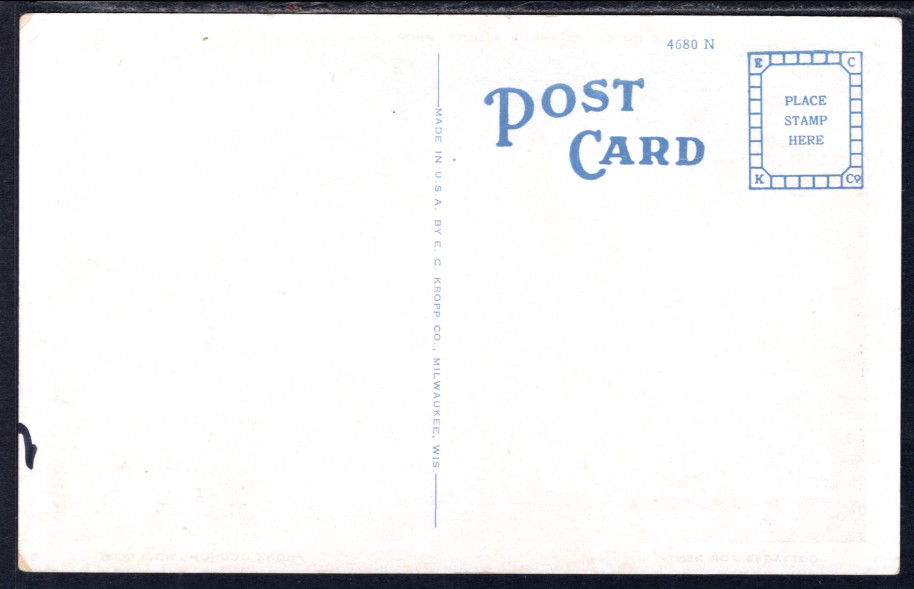 4680 N
POST
CARD
E C
PLACE
STAMP
HERE
K Co
MADE IN U.S.A. BY E. C. KROPP CO., MILWAUKEE, WIS.